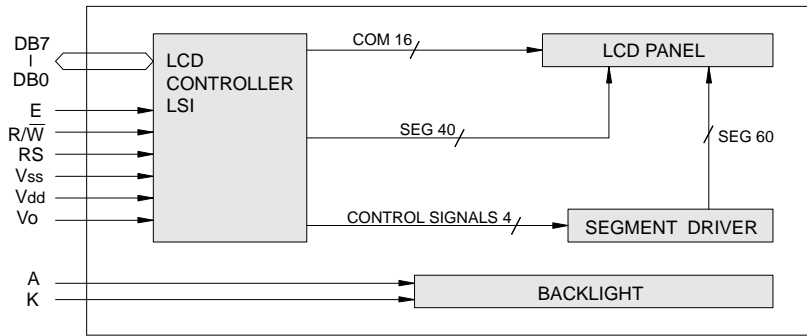 DB7
I
DB0
E
R/W̅
RS
Vss
Vdd
Vo
A
K
LCD
CONTROLLER
LSI
COM 16
SEG 40
CONTROL SIGNALS 4
LCD PANEL
SEG 60
SEGMENT DRIVER
BACKLIGHT